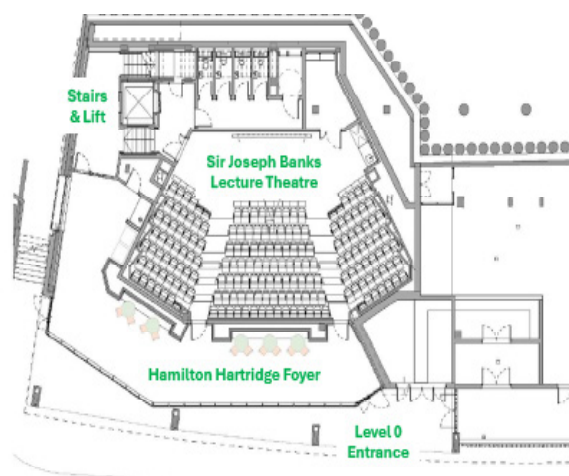 Stairs
& Lift
Sir Joseph Banks
Lecture Theatre
Hamilton Hartridge Foyer
Level 0
Entrance